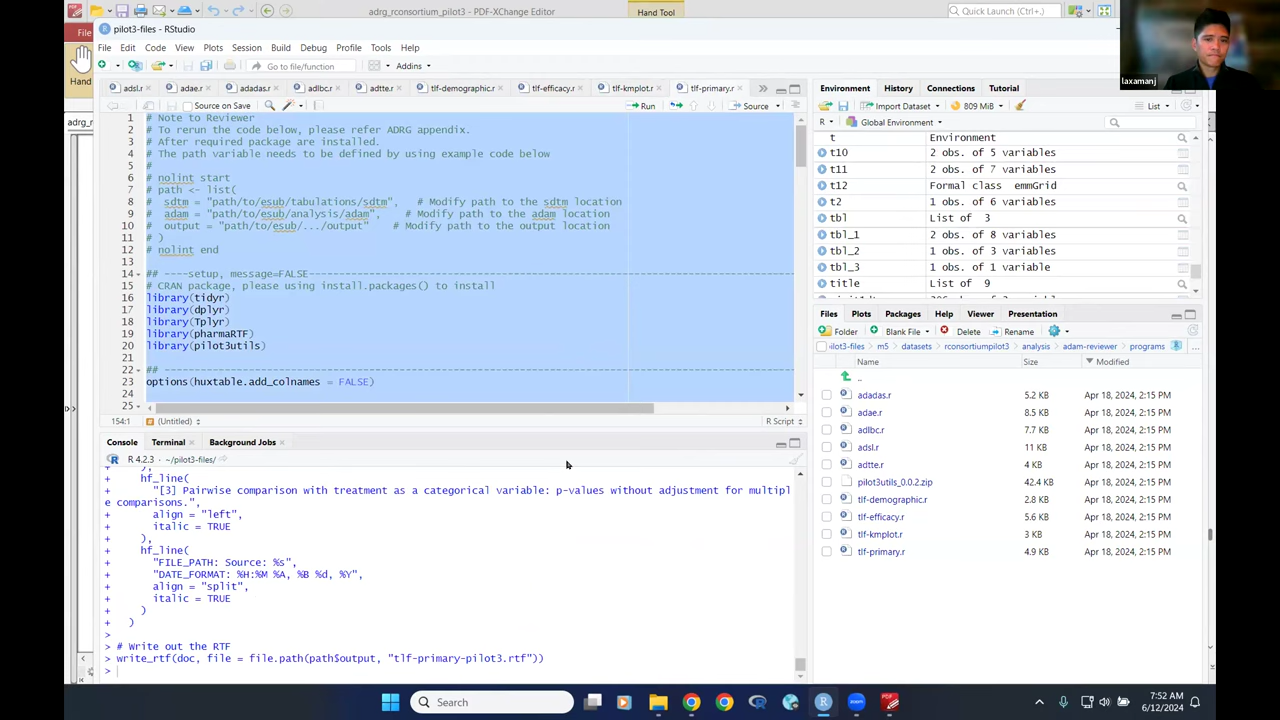 adrg_rconsortium_pilot3 - PDF-XChange Editor
Hand Tool
Quick Launch (Ctrl+.)
File
Hand
adrg_r
pilot3-files - RStudio
File Edit Code View Plots Session Build Debug Profile Tools Help
Go to file/function
Addins
laxamanj
adsl.r
adae.r
adadas.r
adlbc.r
adtte.r
tlf-demographic.r
tlf-efficacy.r
tlf-kmplot.r
tlf-primary.r
Source on Save
Run
Source
1 # Note to Reviewer
2 # To rerun the code below, please refer ADRG appendix.
3 # After required package are installed.
4 # The path variable needs to be defined by using example code below
5 #
6 # nolint start
7 # path <- list(
8 #  sdtm = "path/to/esub/tabulations/sdtm",   # Modify path to the sdtm location
9 #  adam = "path/to/esub/analysis/adam",   # Modify path to the adam location
10 #  output = "path/to/esub/.../output"   # Modify path to the output location
11 # )
12 # nolint end
13
14 ## ----setup, message=FALSE--------------------------------
15 # CRAN package, please using install.packages() to install
16 library(tidyr)
17 library(dplyr)
18 library(Tplyr)
19 library(pharmaRTF)
20 library(pilot3utils)
21
22 ## --------------------------------
23 options(huxtable.add_colnames = FALSE)
24
25
154:1
(Untitled)
R Script
Console Terminal Background Jobs
R 4.2.3 · ~/pilot3-files/
+ ),
+ hf_line(
+ "[3] Pairwise comparison with treatment as a categorical variable: p-values without adjustment for multipl
e comparisons.",
+ align = "left",
+ italic = TRUE
+ ),
+ hf_line(
+ "FILE_PATH: Source: %s",
+ "DATE_FORMAT: %H:%M %A, %B %d, %Y",
+ align = "split",
+ italic = TRUE
+ )
+ )
>
> # Write out the RTF
> write_rtf(doc, file = file.path(path$output, "tlf-primary-pilot3.rtf"))
>
Environment History Connections Tutorial
Import Dataset
809 MiB
List
R
Global Environment
t Environment
t10 2 obs. of 5 variables
t11 2 obs. of 7 variables
t12 Formal class emmGrid
t2 1 obs. of 6 variables
tbl List of 3
tbl_1 2 obs. of 8 variables
tbl_2 1 obs. of 3 variables
tbl_3 1 obs. of 1 variable
title List of 9
Files Plots Packages Help Viewer Presentation
Folder Blank File Delete Rename
ilot3-files m5 datasets rconsortiumpilot3 analysis adam-reviewer programs ...
Name Size Modified
..
adadas.r 5.2 KB Apr 18, 2024, 2:15 PM
adae.r 8.5 KB Apr 18, 2024, 2:15 PM
adlbc.r 7.7 KB Apr 18, 2024, 2:15 PM
adsl.r 11 KB Apr 18, 2024, 2:15 PM
adtte.r 4 KB Apr 18, 2024, 2:15 PM
pilot3utils_0.0.2.zip 42.4 KB Apr 18, 2024, 2:15 PM
tlf-demographic.r 2.8 KB Apr 18, 2024, 2:15 PM
tlf-efficacy.r 5.6 KB Apr 18, 2024, 2:15 PM
tlf-kmplot.r 3 KB Apr 18, 2024, 2:15 PM
tlf-primary.r 4.9 KB Apr 18, 2024, 2:15 PM
Search
7:52 AM
6/12/2024